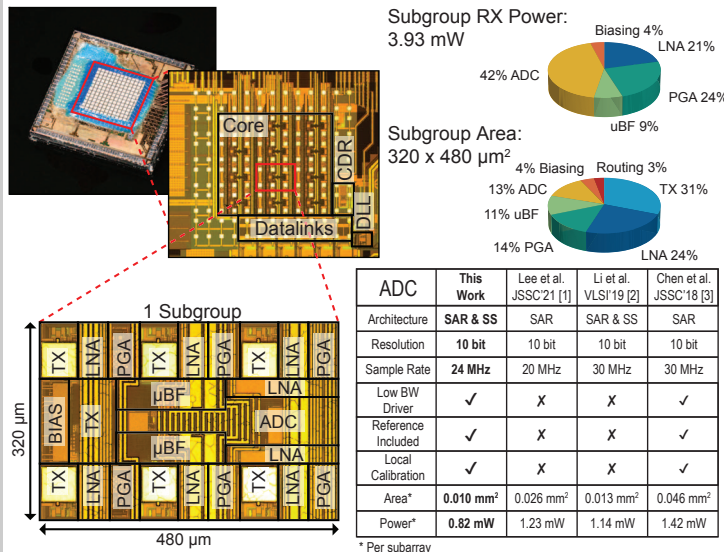 Subgroup RX Power:
3.93 mW
Biasing 4%
LNA 21%
42% ADC
PGA 24%
uBF 9%
Subgroup Area:
320 x 480 µm²
4% Biasing
Routing 3%
13% ADC
TX 31%
11% uBF
14% PGA
LNA 24%
Core
CDR
DLL
Datalinks
1 Subgroup
TX LNA PGA TX LNA PGA TX LNA PGA
BIAS TX µBF LNA
ADC
µBF LNA
TX LNA PGA TX LNA PGA TX LNA PGA
320 µm
480 µm
ADC This Work Lee et al. JSSC'21 [1] Li et al. VLSI'19 [2] Chen et al. JSSC'18 [3]
Architecture SAR & SS SAR SAR & SS SAR
Resolution 10 bit 10 bit 10 bit 10 bit
Sample Rate 24 MHz 20 MHz 30 MHz 30 MHz
Low BW Driver ✓ ✗ ✗ ✓
Reference Included ✓ ✗ ✗ ✓
Local Calibration ✓ ✗ ✗ ✓
Area* 0.010 mm² 0.026 mm² 0.013 mm² 0.046 mm²
Power* 0.82 mW 1.23 mW 1.14 mW 1.42 mW
* Per subarray